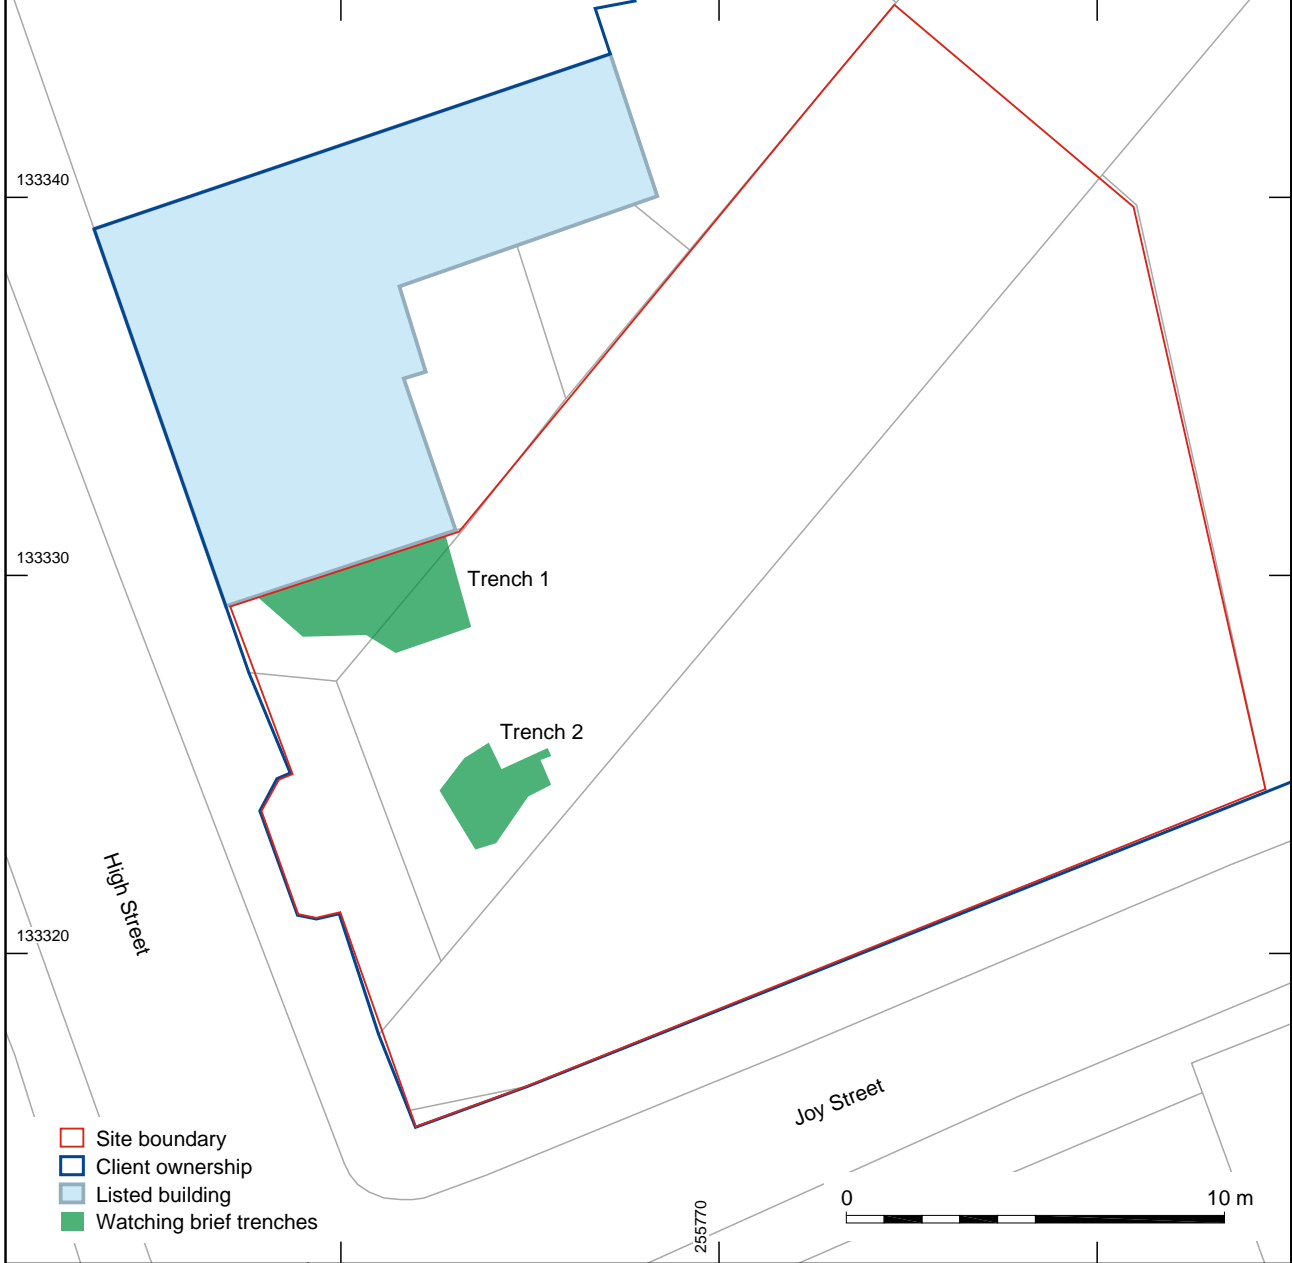 133340
133330
Trench 1
Trench 2
High Street
133320
Joy Street
Site boundary
Client ownership
Listed building
Watching brief trenches
255770
0 10 m